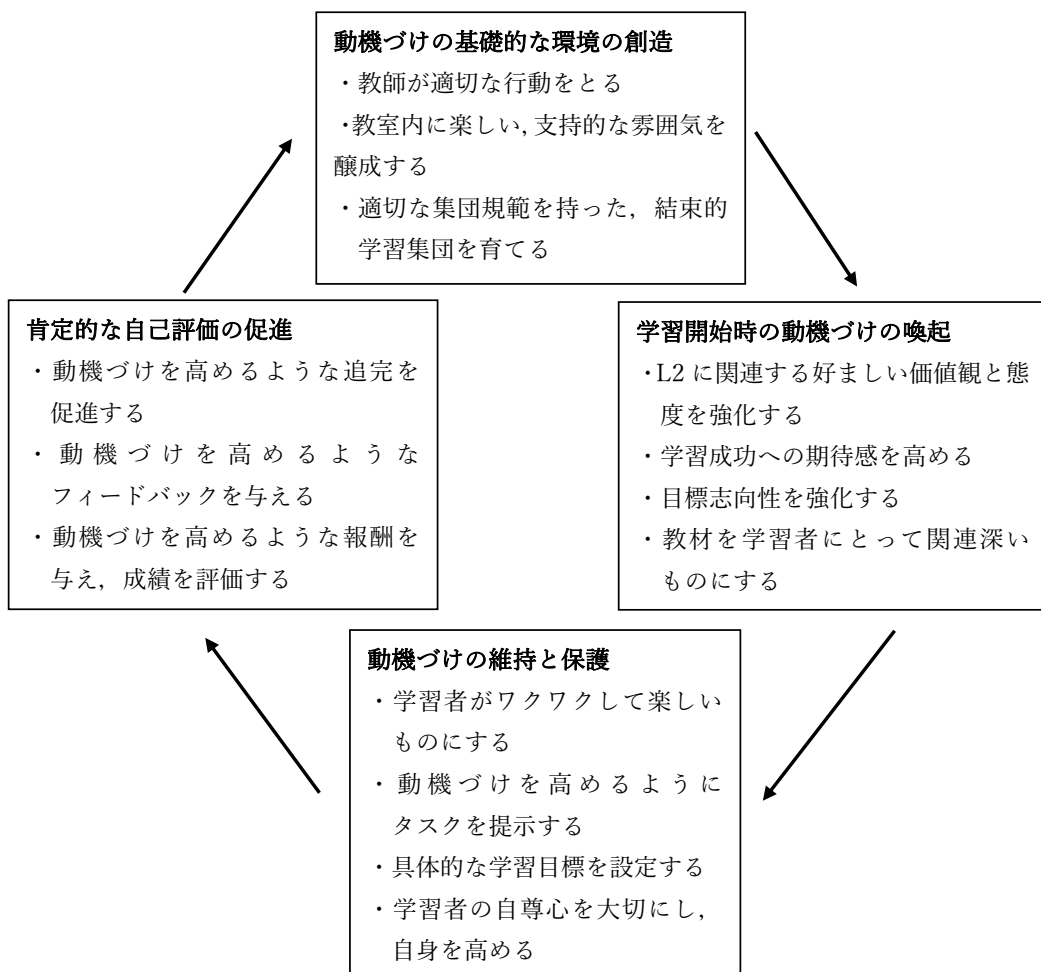 動機づけの基礎的な環境の創造
・教師が適切な行動をとる
・教室内に楽しい,支持的な雰囲気を
醸成する
・適切な集団規範を持った，結束的
学習集団を育てる
肯定的な自己評価の促進
・動機づけを高めるような追完を
促進する
・動機づけを高めるような
フィードバックを与える
・動機づけを高めるような報酬を
与え，成績を評価する
学習開始時の動機づけの喚起
・L2 に関連する好ましい価値観と態
度を強化する
・学習成功への期待感を高める
・目標志向性を強化する
・教材を学習者にとって関連深い
ものにする
動機づけの維持と保護
・学習者がワクワクして楽しい
ものにする
・動機づけを高めるように
タスクを提示する
・具体的な学習目標を設定する
・学習者の自尊心を大切にし，
自身を高める